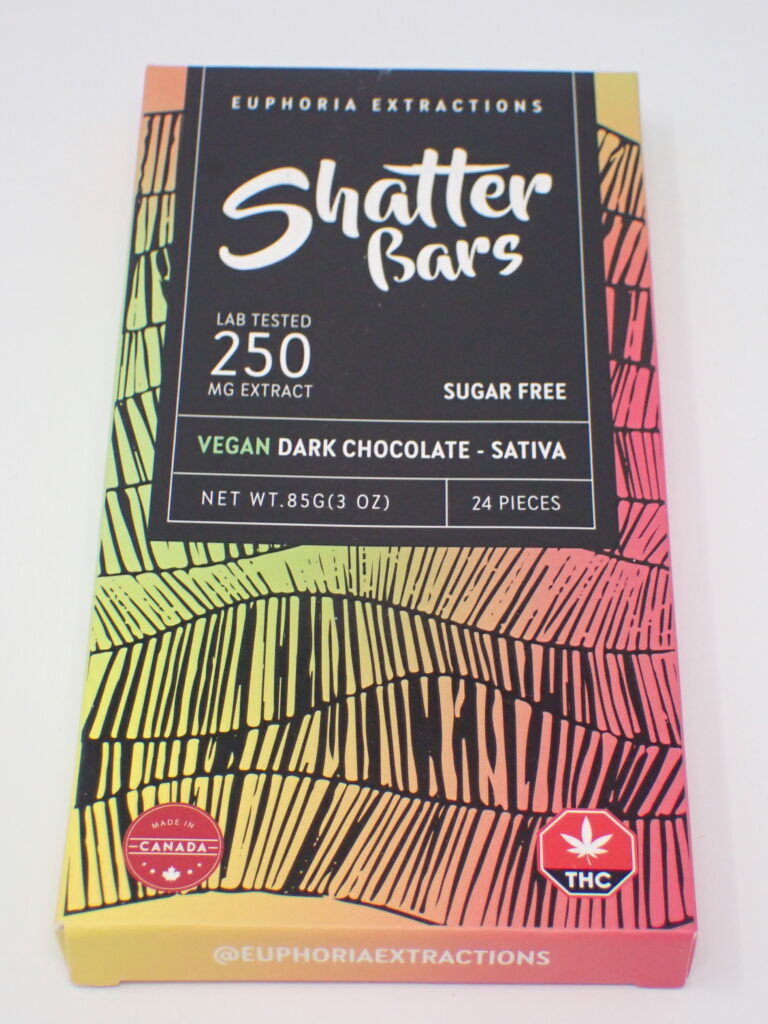 EUPHORIA EXTRACTIONS
Shatter
Bars
LAB TESTED
250
MG EXTRACT
SUGAR FREE
VEGAN DARK CHOCOLATE - SATIVA
NET WT.85G(3 OZ)
24 PIECES
MADE IN
CANADA
THC
@EUPHORIAEXTRACTIONS